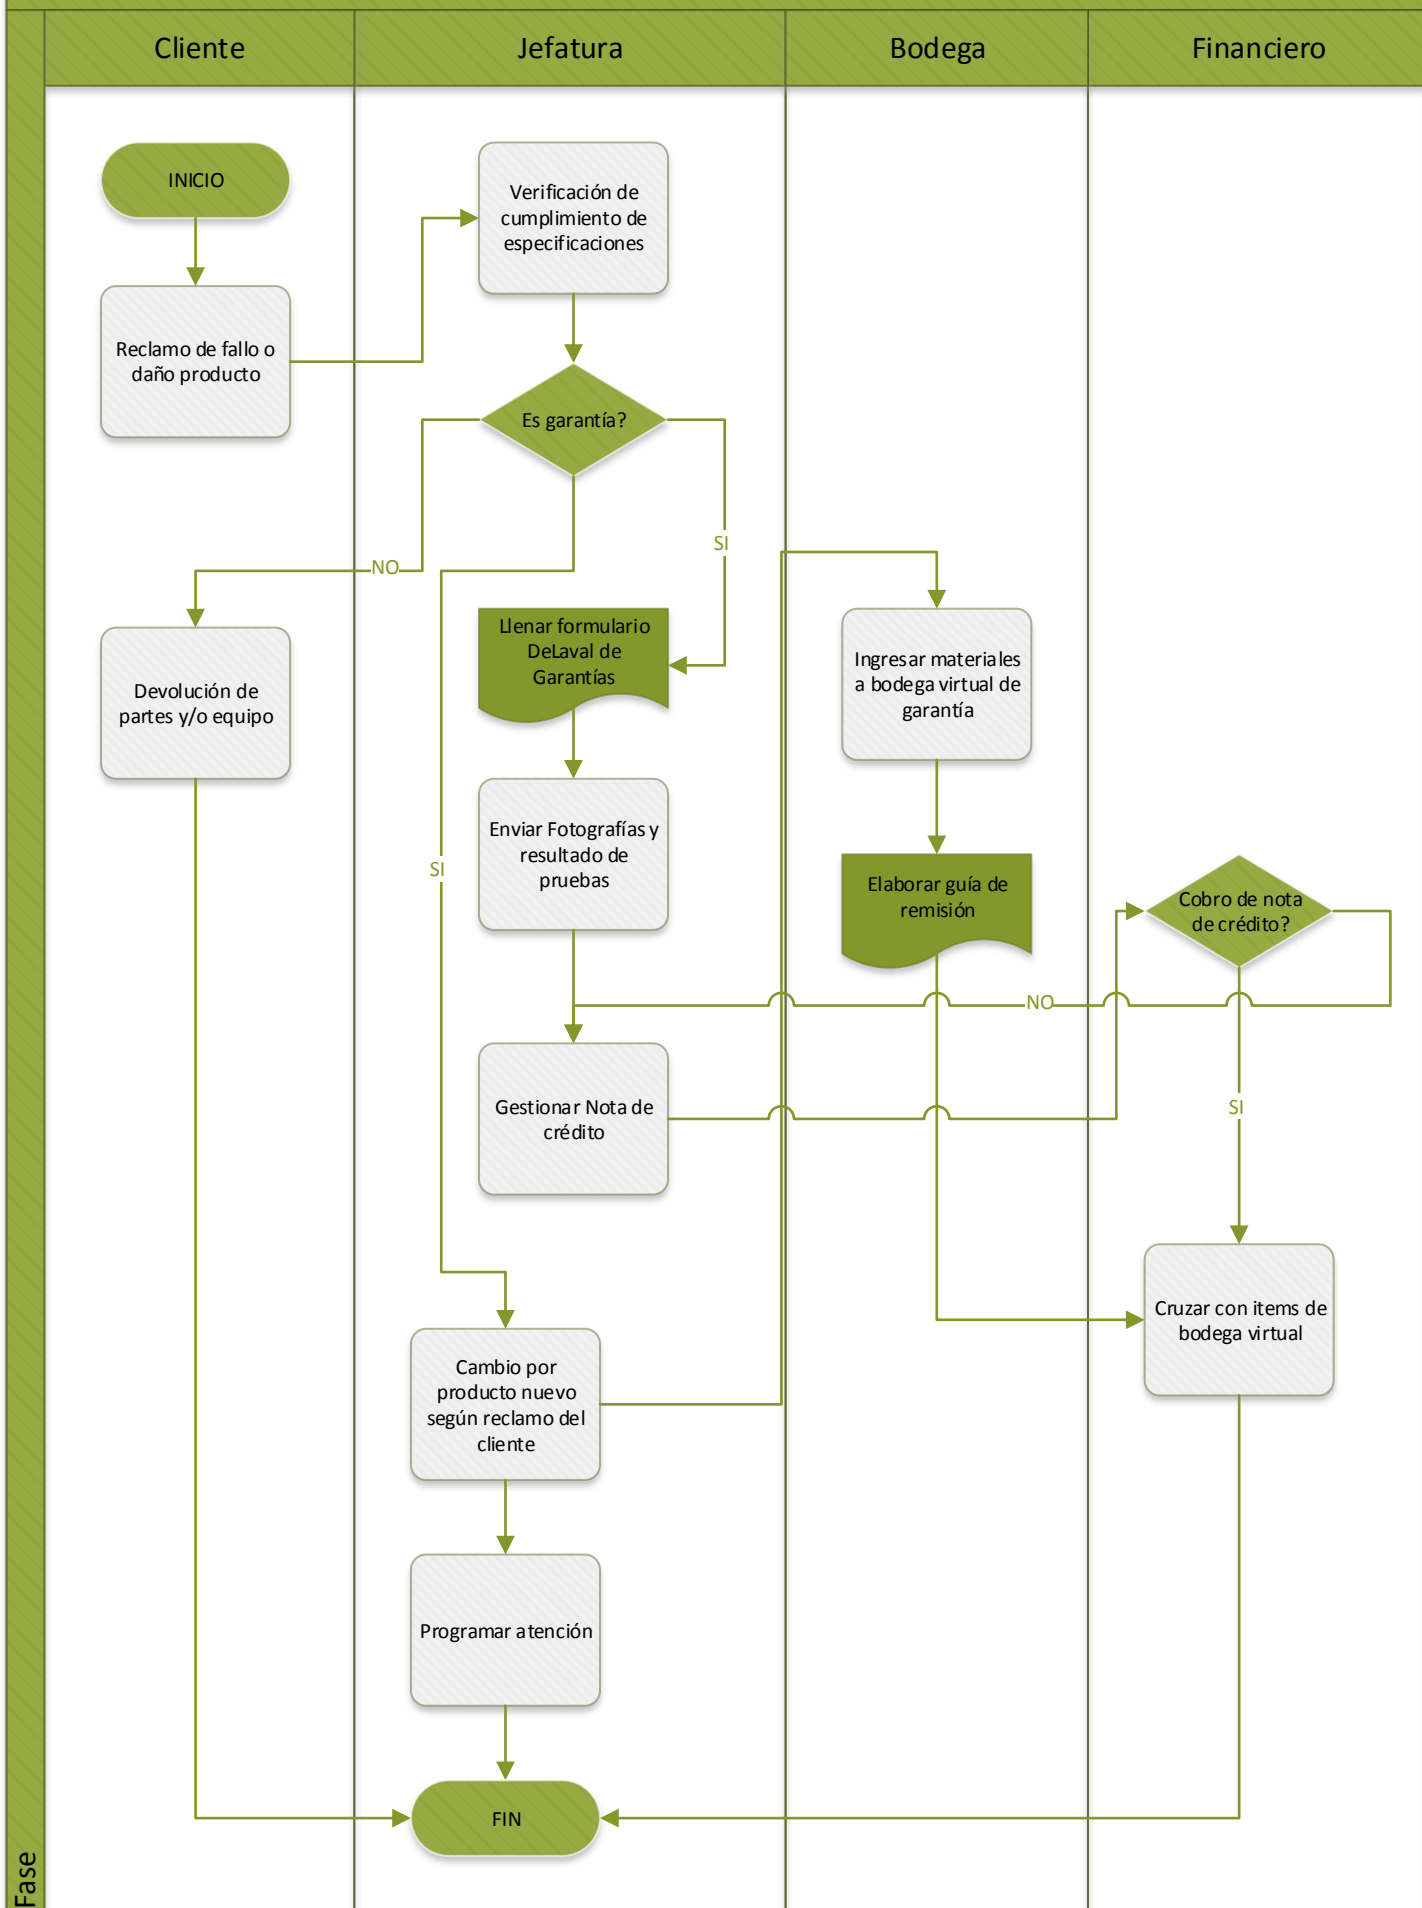 Cliente
Jefatura
Bodega
Financiero
INICIO
Verificación de
cumplimiento de
especificaciones
Reclamo de fallo o
daño producto
Es garantía?
SI
NO
Llenar formulario
DeLaval de
Garantías
Ingresar materiales
a bodega virtual de
garantía
Devolución de
partes y/o equipo
Enviar Fotografías y
resultado de
pruebas
SI
Elaborar guía de
remisión
Cobro de nota
de crédito?
NO
Gestionar Nota de
crédito
SI
Cruzar con items de
bodega virtual
Cambio por
producto nuevo
según reclamo del
cliente
Programar atención
FIN
Fase